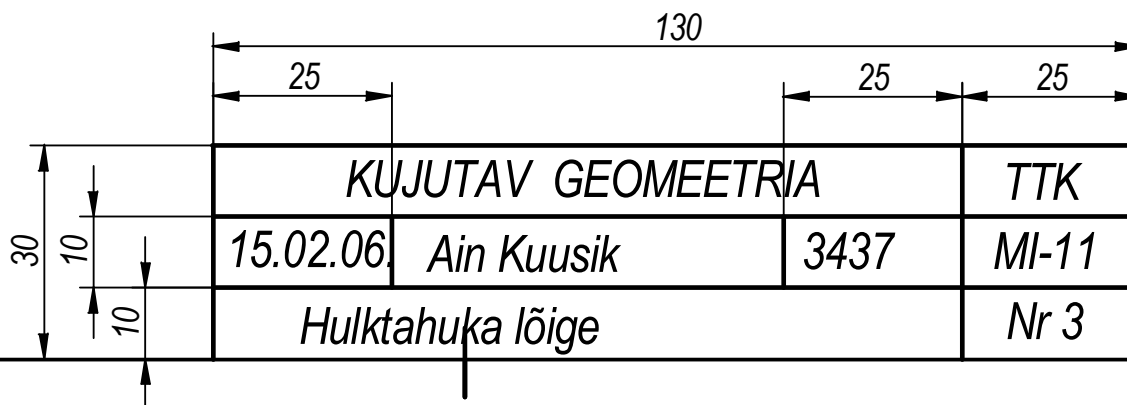 130
25 25 25
KUJUTAV GEOMEETRIA TTK
30 10 15.02.06. Ain Kuusik 3437 MI-11
10 Hulktahuka lõige Nr 3